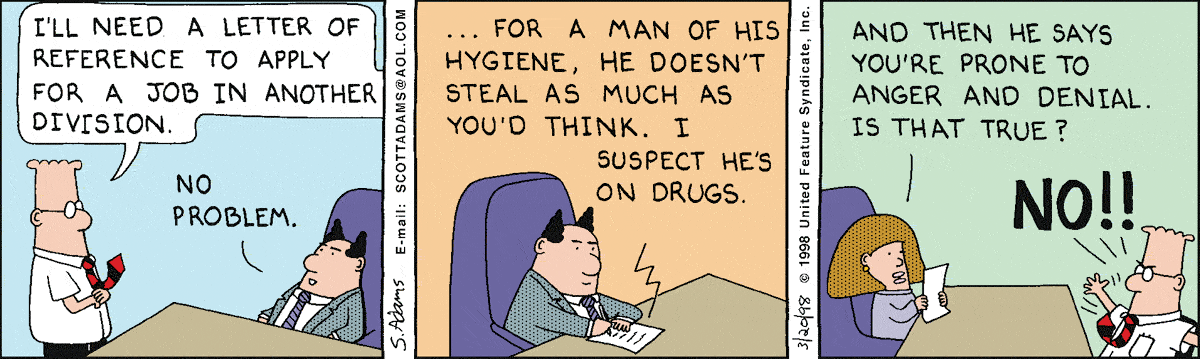 I'LL NEED A LETTER OF
REFERENCE TO APPLY
FOR A JOB IN ANOTHER
DIVISION.
NO
PROBLEM.
S. Adams
E-mail: SCOTTADAMS@AOL.COM
... FOR A MAN OF HIS
HYGIENE, HE DOESN'T
STEAL AS MUCH AS
YOU'D THINK. I
SUSPECT HE'S
ON DRUGS.
3/20/98 © 1998 United Feature Syndicate, Inc.
AND THEN HE SAYS
YOU'RE PRONE TO
ANGER AND DENIAL.
IS THAT TRUE?
NO!!